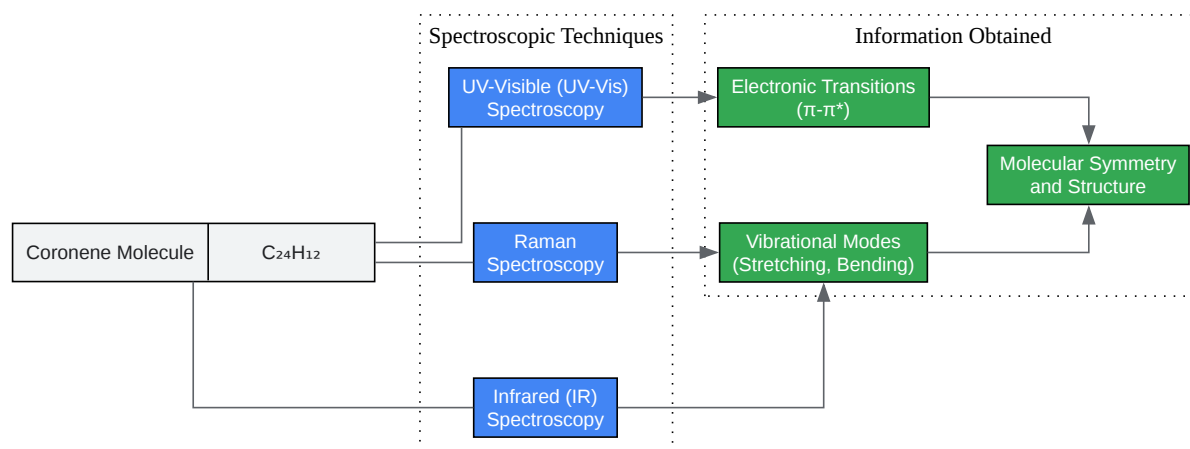 Spectroscopic Techniques
Information Obtained
UV-Visible (UV-Vis)
Spectroscopy
Electronic Transitions
(π-π*)
Molecular Symmetry
and Structure
Coronene Molecule
C₂₄H₁₂
Raman
Spectroscopy
Vibrational Modes
(Stretching, Bending)
Infrared (IR)
Spectroscopy